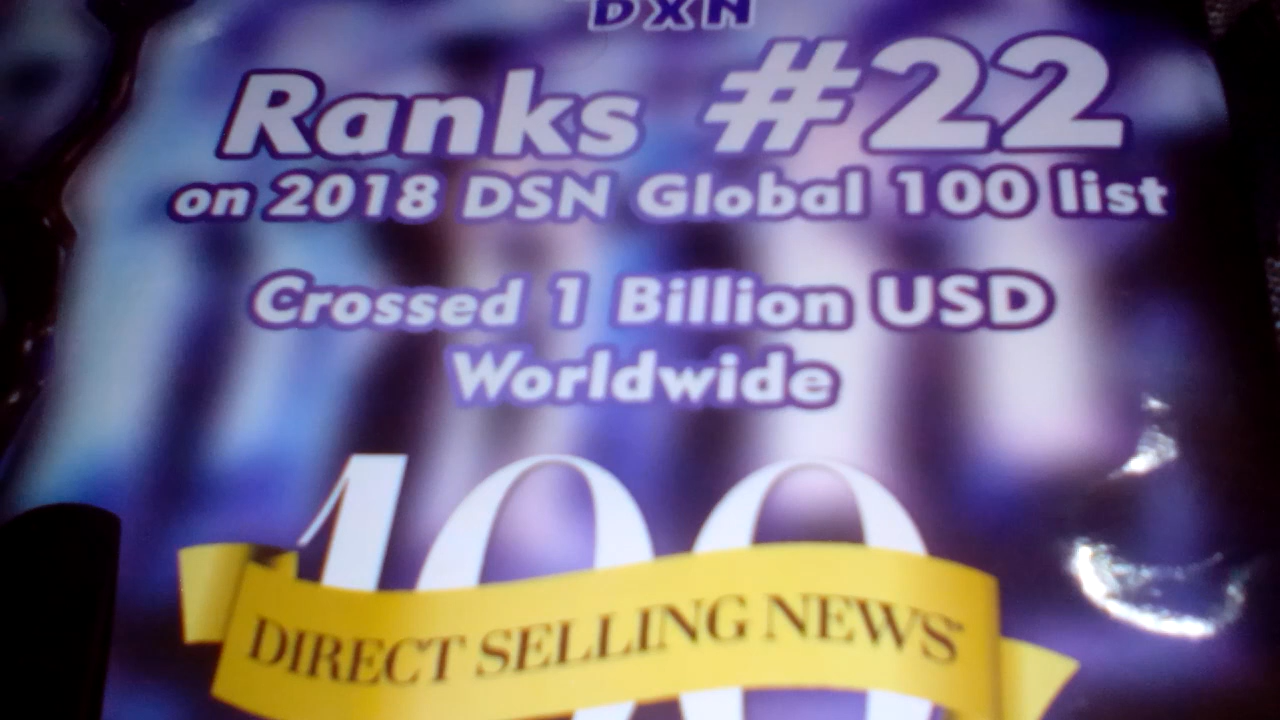 DXN
Ranks #22
on 2018 DSN Global 100 list
Crossed 1 Billion USD
Worldwide
100
DIRECT SELLING NEWS